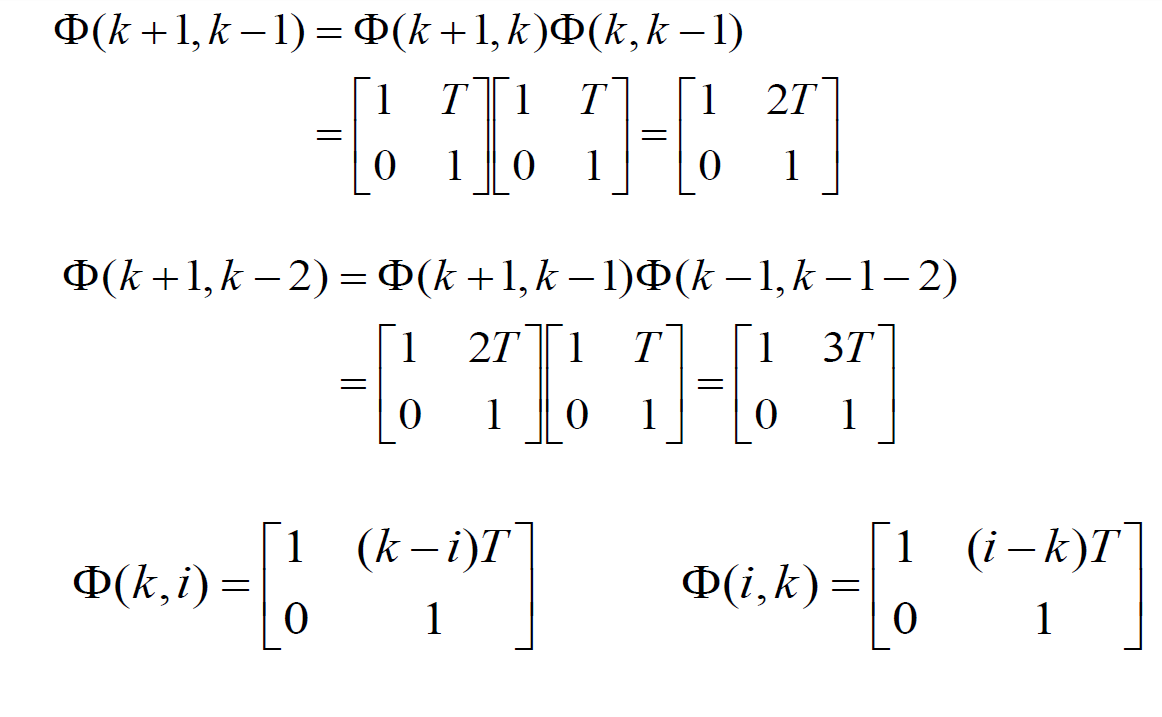 Φ(k+1,k−1) = Φ(k+1,k)Φ(k,k−1)
= [1 T; 0 1][1 T; 0 1] = [1 2T; 0 1]
Φ(k+1,k−2) = Φ(k+1,k−1)Φ(k−1,k−1−2)
= [1 2T; 0 1][1 T; 0 1] = [1 3T; 0 1]
Φ(k,i) = [1 (k−i)T; 0 1]
Φ(i,k) = [1 (i−k)T; 0 1]